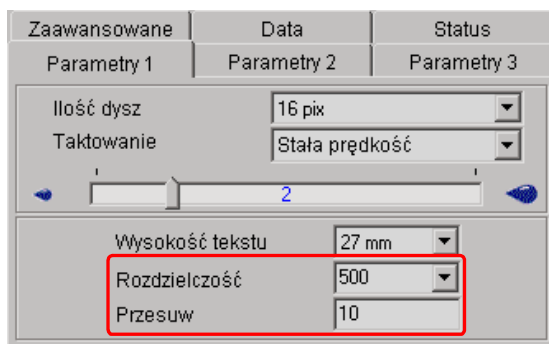 Zaawansowane Data Status
Parametry 1 Parametry 2 Parametry 3
Ilość dysz 16 pix
Taktowanie Stała prędkość
2
Wysokość tekstu 27 mm
Rozdzielczość 500
Przesuw 10